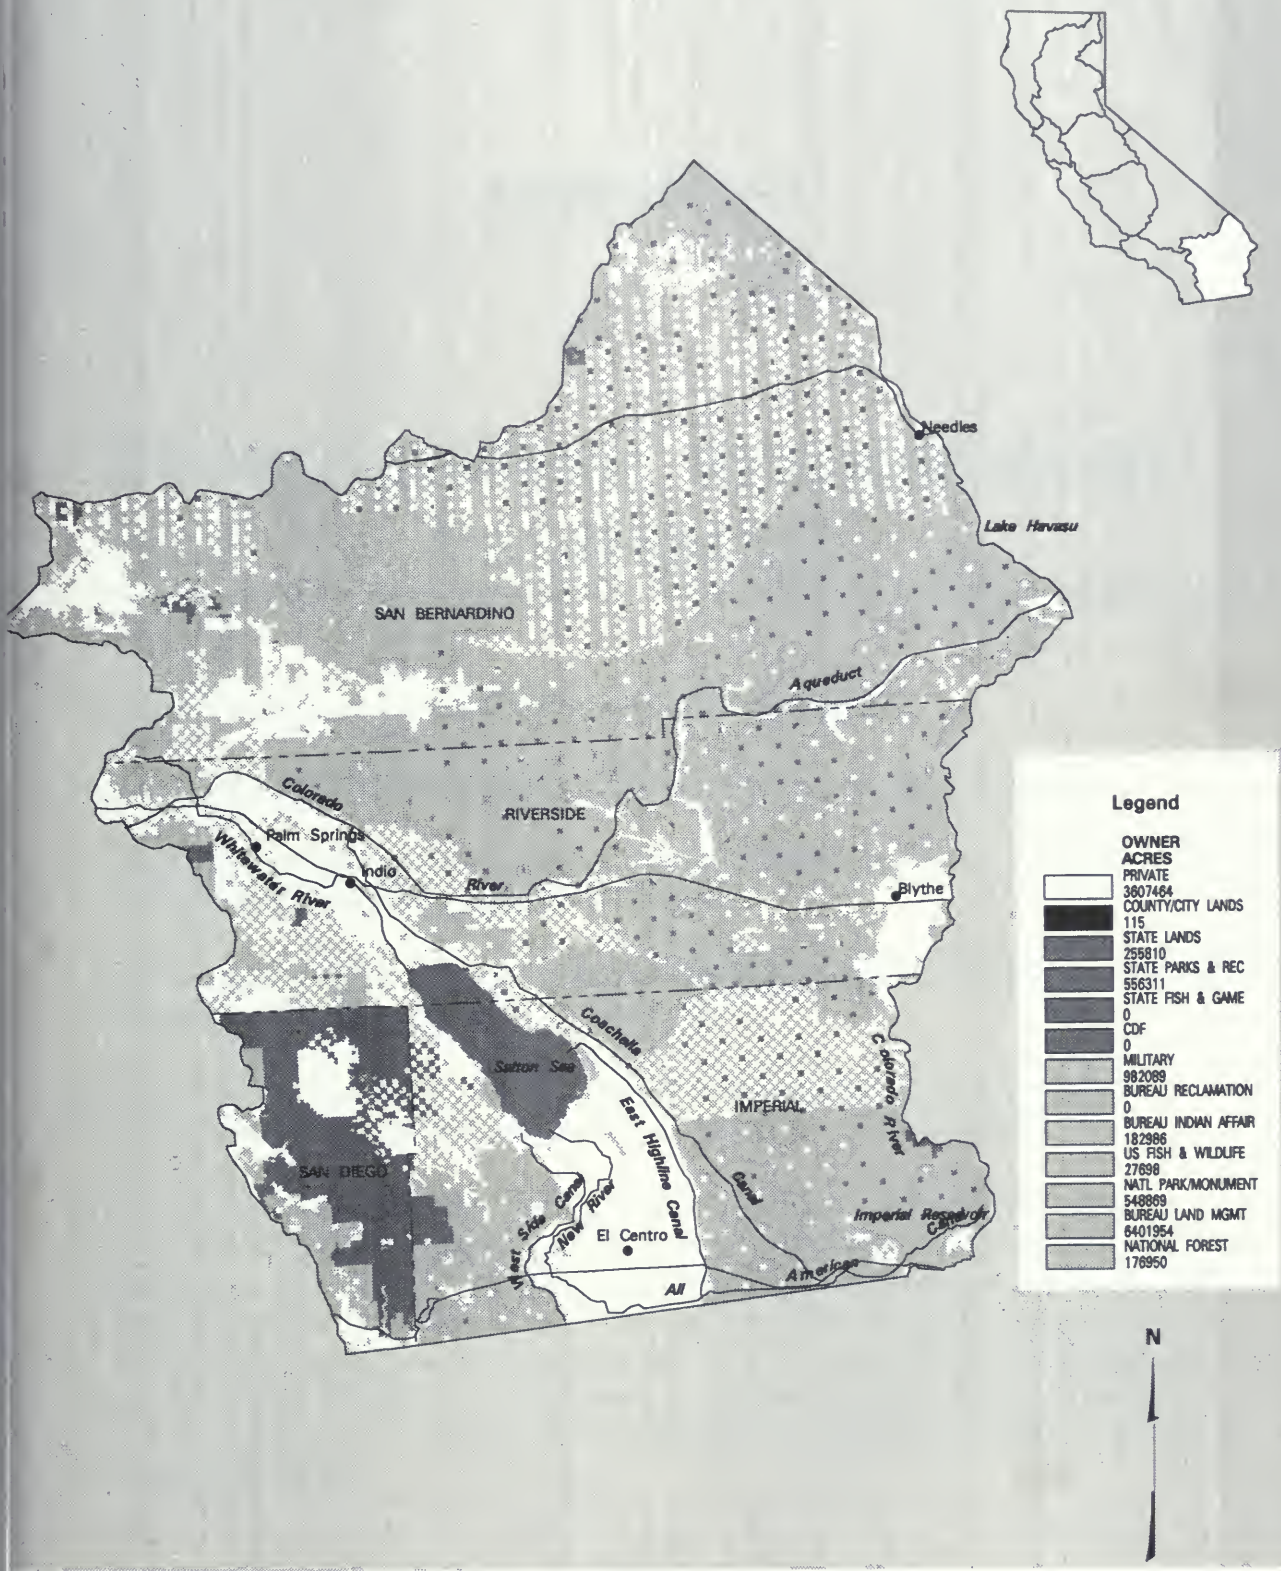 Needles
Lake Havasu
SAN BERNARDINO
Aqueduct
Colorado
RIVERSIDE
Palm Springs
Whitewater River
Indio
River
Blythe
Coachella
Salton Sea
Colorado River
IMPERIAL
East Highline Canal
SAN DIEGO
Canal
West Side Canal
New River
Imperial Reservoir
Canal
El Centro
American
All
Legend
OWNER
ACRES
PRIVATE
3607464
COUNTY/CITY LANDS
115
STATE LANDS
255810
STATE PARKS & REC
556311
STATE FISH & GAME
0
CDF
0
MILITARY
982089
BUREAU RECLAMATION
0
BUREAU INDIAN AFFAIR
182986
US FISH & WILDLIFE
27698
NATL PARK/MONUMENT
548869
BUREAU LAND MGMT
6401954
NATIONAL FOREST
176950
N